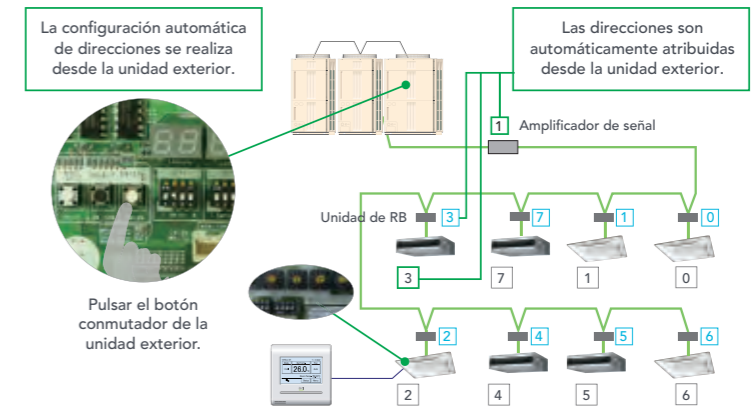 La configuración automática
de direcciones se realiza
desde la unidad exterior.
Las direcciones son
automáticamente atribuidas
desde la unidad exterior.
1 Amplificador de señal
Unidad de RB 3 7 1 0
3 7 1 0
Pulsar el botón
conmutador de la
unidad exterior.
2 4 5 6
26.0
2 4 5 6